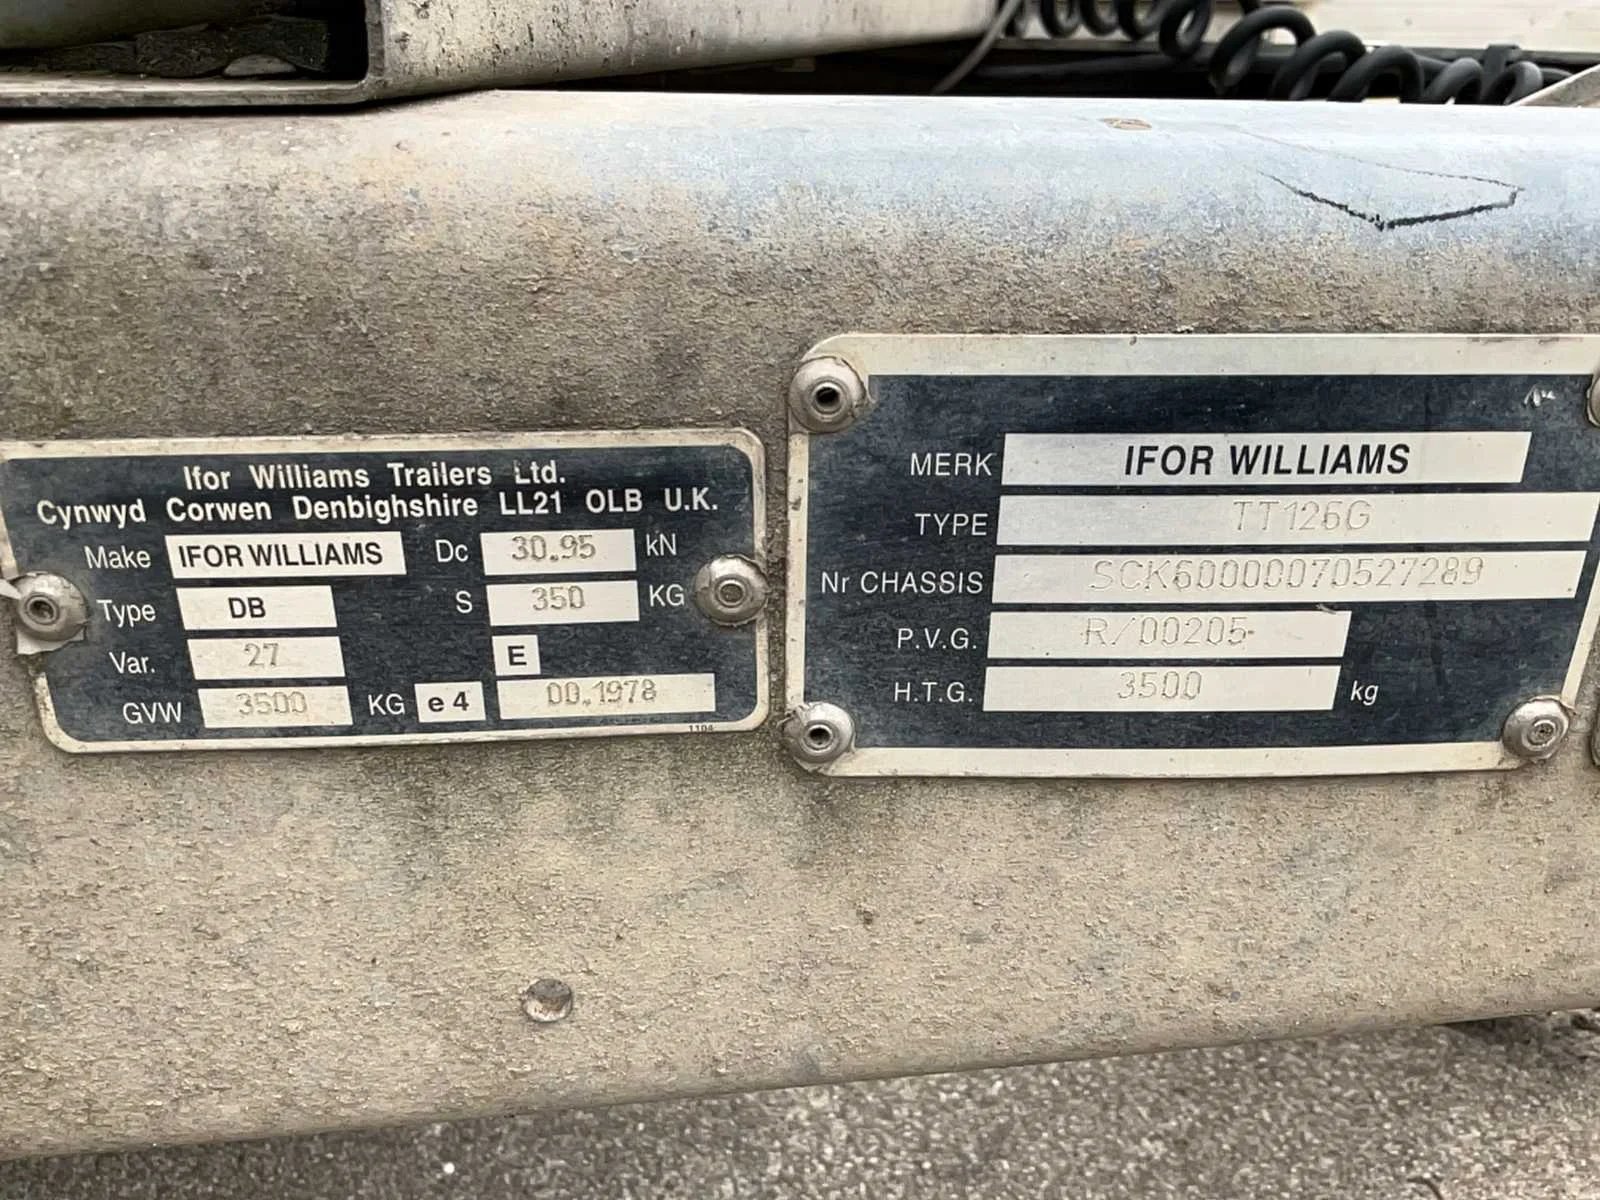 Ifor Williams Trailers Ltd.
Cynwyd Corwen Denbighshire LL21 OLB U.K.
Make IFOR WILLIAMS Dc 30.95 kN
Type DB S 350 KG
Var. 27 E
GVW 3500 KG e4 00.1978
1104
MERK IFOR WILLIAMS
TYPE TT126G
Nr CHASSIS SCK60000070527289
P.V.G. R/00205
H.T.G. 3500 kg